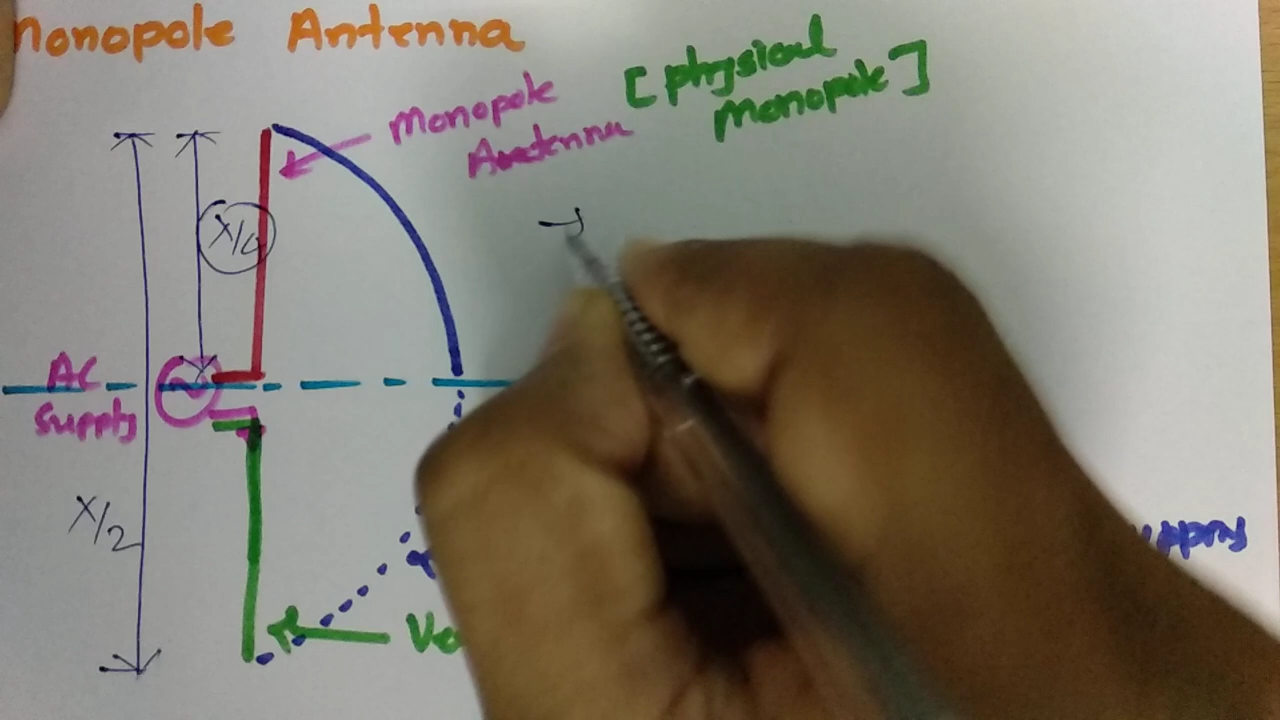 Monopole Antenna
[physical
monopole]
Monopole
Antenna
λ/4
AC
supply
λ/2